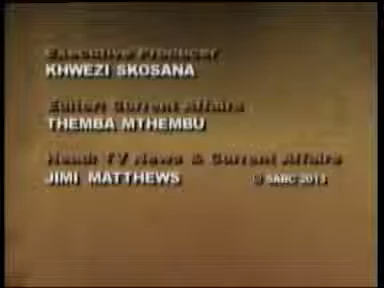 Executive Producer
KHWEZI SKOSANA
Editor: Current Affairs
THEMBA MTHEMBU
Head: TV News & Current Affairs
JIMI MATTHEWS © SABC 2013